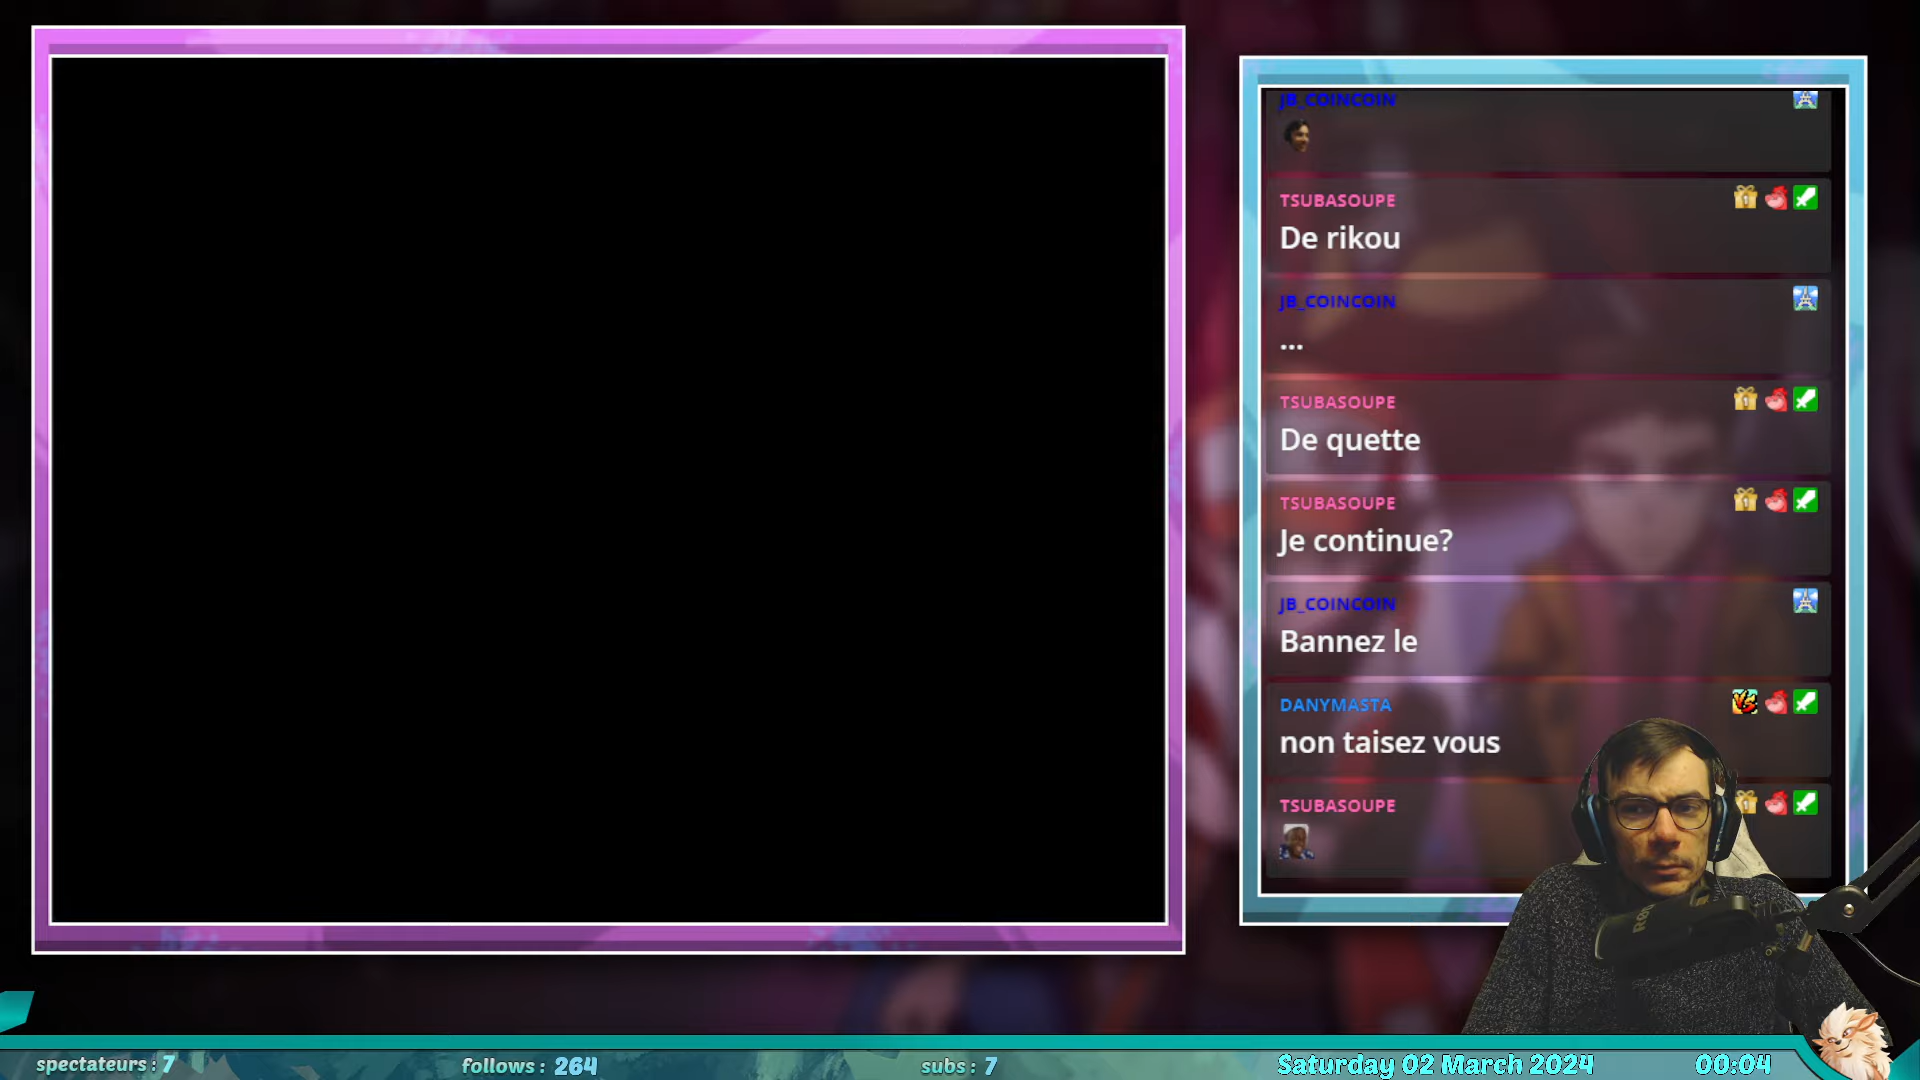 JB_COINCOIN
TSUBASOUPE
De rikou
JB_COINCOIN
...
TSUBASOUPE
De quette
TSUBASOUPE
Je continue?
JB_COINCOIN
Bannez le
DANYMASTA
VS
non taisez vous
TSUBASOUPE
spectateurs : 7
follows : 264
subs : 7
Saturday 02 March 2024
00:04